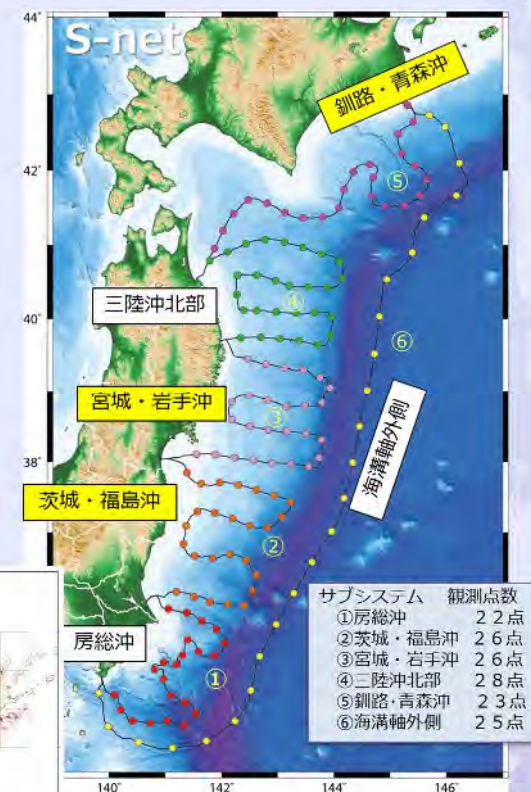 S-net
44°
42°
40°
38°
釧路・青森沖
⑤
三陸沖北部
④
⑥
宮城・岩手沖
③
海溝軸外側
茨城・福島沖
②
房総沖
①
サブシステム 観測点数
①房総沖 22点
②茨城・福島沖 26点
③宮城・岩手沖 26点
④三陸沖北部 28点
⑤釧路・青森沖 23点
⑥海溝軸外側 25点
140° 142° 144° 146°